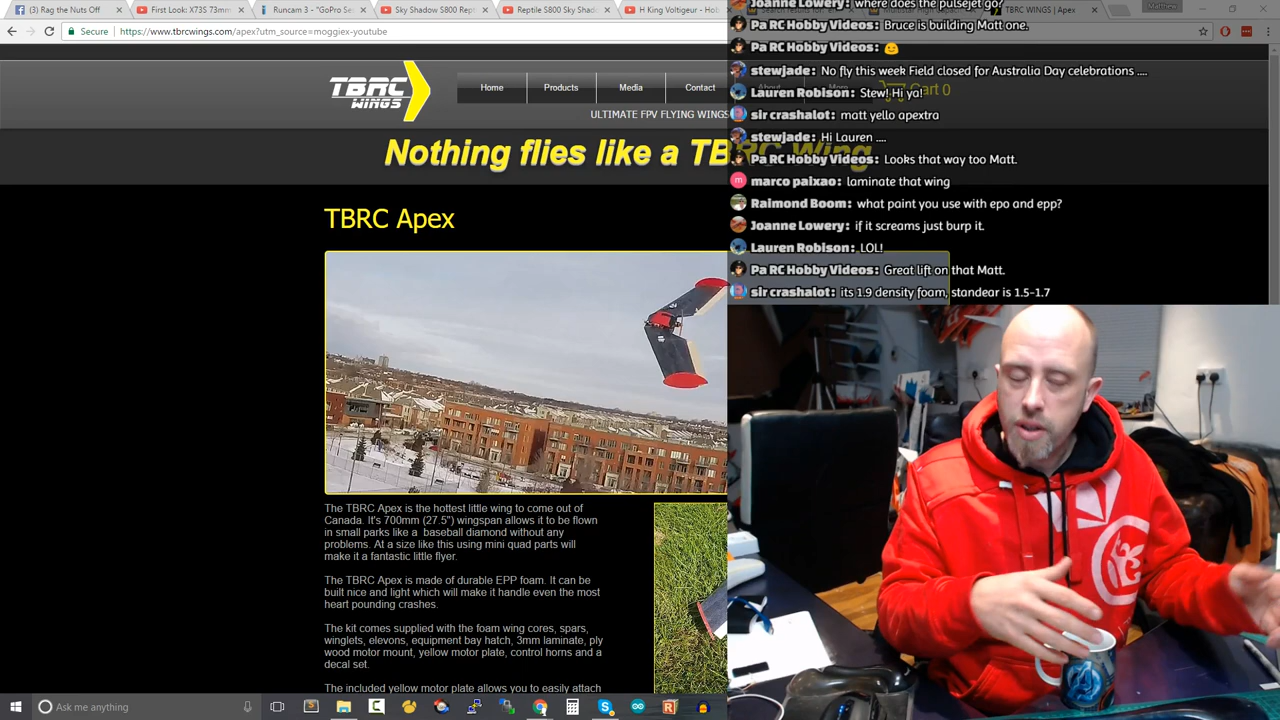 (3) Rag the Nuts Off
First Look: X73S 73mm
Runcam 3 - "GoPro Se
Sky Shadow S800 Rept
Reptile S800 Sky Shado
H King Voltigeur - Hobb
TBRC WINGS | Apex
Matthew
Secure
https://www.tbrcwings.com/apex?utm_source=moggiex-youtube
TBRC
WINGS
Home
Products
Media
Contact
Cart 0
ULTIMATE FPV FLYING WINGS
Nothing flies like a TBRC Wing
TBRC Apex
The TBRC Apex is the hottest little wing to come out of
Canada. It's 700mm (27.5") wingspan allows it to be flown
in small parks like a baseball diamond without any
problems. At a size like this using mini quad parts will
make it a fantastic little flyer.
The TBRC Apex is made of durable EPP foam. It can be
built nice and light which will make it handle even the most
heart pounding crashes.
The kit comes supplied with the foam wing cores, spars,
winglets, elevons, equipment bay hatch, 3mm laminate, ply
wood motor mount, yellow motor plate, control horns and a
decal set.
The included yellow motor plate allows you to easily attach
Joanne Lowery: where does the pulsejet go?
Pa RC Hobby Videos: Bruce is building Matt one.
Pa RC Hobby Videos:
stewjade: No fly this week Field closed for Australia Day celebrations ....
Lauren Robison: Stew! Hi ya!
sir crashalot: matt yello apextra
stewjade: Hi Lauren ....
Pa RC Hobby Videos: Looks that way too Matt.
m
marco paixao: laminate that wing
Raimond Boom: what paint you use with epo and epp?
Joanne Lowery: if it screams just burp it.
Lauren Robison: LOL!
Pa RC Hobby Videos: Great lift on that Matt.
sir crashalot: its 1.9 density foam, standear is 1.5-1.7
Ask me anything